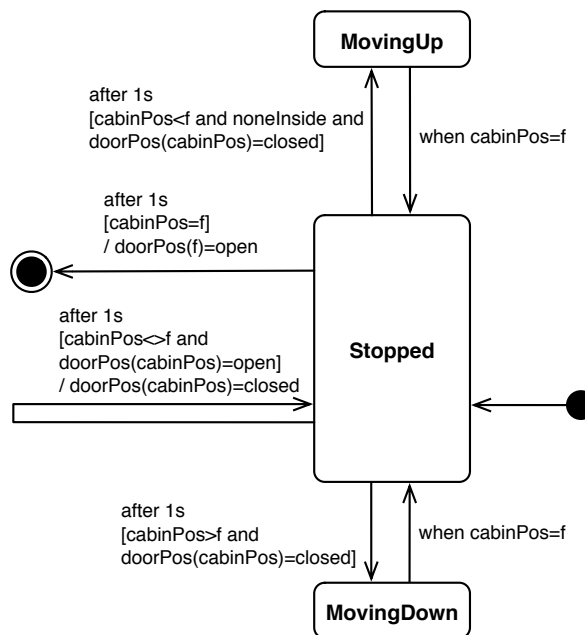 MovingUp
after 1s
[cabinPos<f and noneInside and
doorPos(cabinPos)=closed]
when cabinPos=f
after 1s
[cabinPos=f]
/ doorPos(f)=open
after 1s
[cabinPos<>f and
doorPos(cabinPos)=open]
/ doorPos(cabinPos)=closed
Stopped
after 1s
[cabinPos>f and
doorPos(cabinPos)=closed]
when cabinPos=f
MovingDown